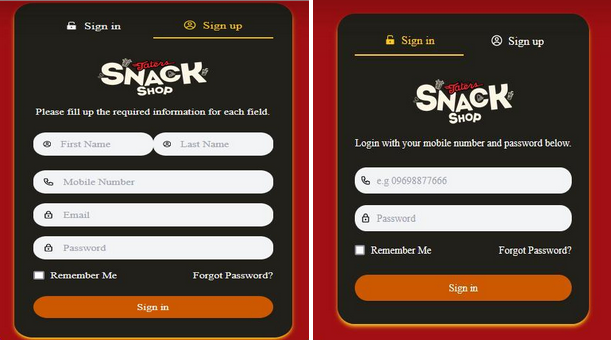 Sign in Sign up
Taters
SNACK
SHOP
Please fill up the required information for each field.
First Name Last Name
Mobile Number
Email
Password
Remember Me Forgot Password?
Sign in
Sign in Sign up
Taters
SNACK
SHOP
Login with your mobile number and password below.
e.g 09698877666
Password
Remember Me Forgot Password?
Sign in